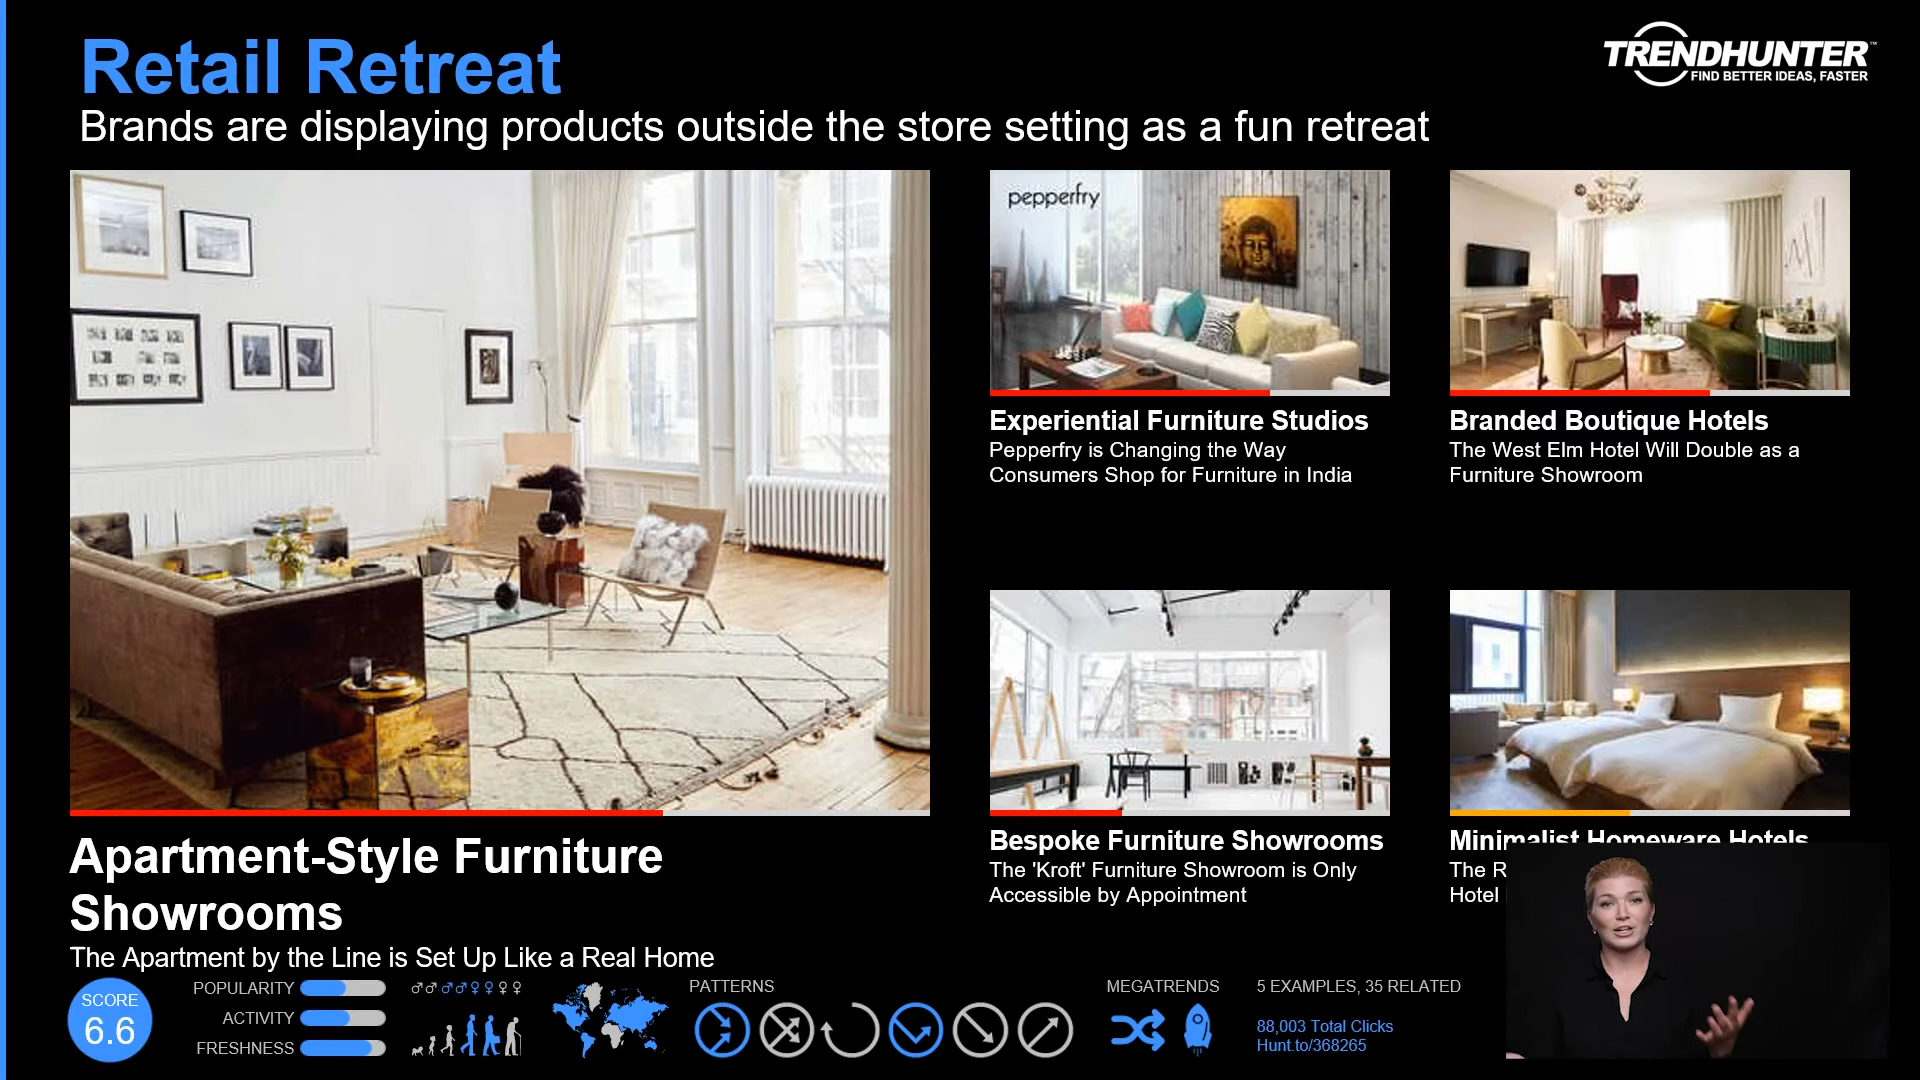 Retail Retreat
TRENDHUNTER™
FIND BETTER IDEAS, FASTER
Brands are displaying products outside the store setting as a fun retreat
pepperfry
Experiential Furniture Studios
Pepperfry is Changing the Way
Consumers Shop for Furniture in India
Branded Boutique Hotels
The West Elm Hotel Will Double as a
Furniture Showroom
Apartment-Style Furniture
Showrooms
The Apartment by the Line is Set Up Like a Real Home
Bespoke Furniture Showrooms
The 'Kroft' Furniture Showroom is Only
Accessible by Appointment
Minimalist Homeware Hotels
The R
Hotel
SCORE
6.6
POPULARITY
ACTIVITY
FRESHNESS
PATTERNS
MEGATRENDS
5 EXAMPLES, 35 RELATED
88,003 Total Clicks
Hunt.to/368265